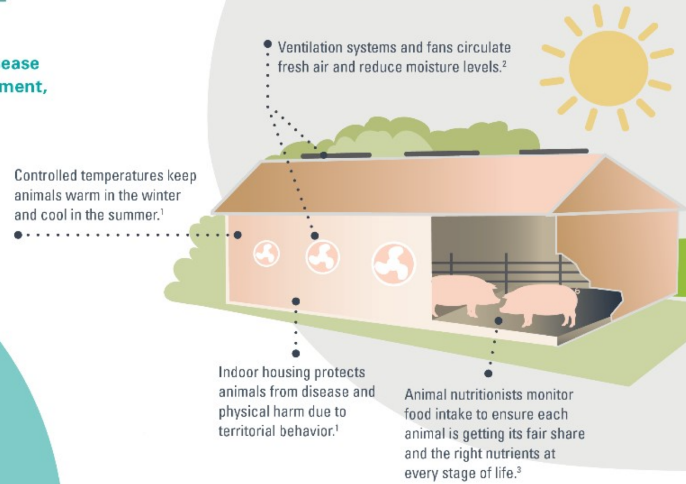 ease
ment,
Ventilation systems and fans circulate
fresh air and reduce moisture levels.²
Controlled temperatures keep
animals warm in the winter
and cool in the summer.¹
Indoor housing protects
animals from disease and
physical harm due to
territorial behavior.¹
Animal nutritionists monitor
food intake to ensure each
animal is getting its fair share
and the right nutrients at
every stage of life.³